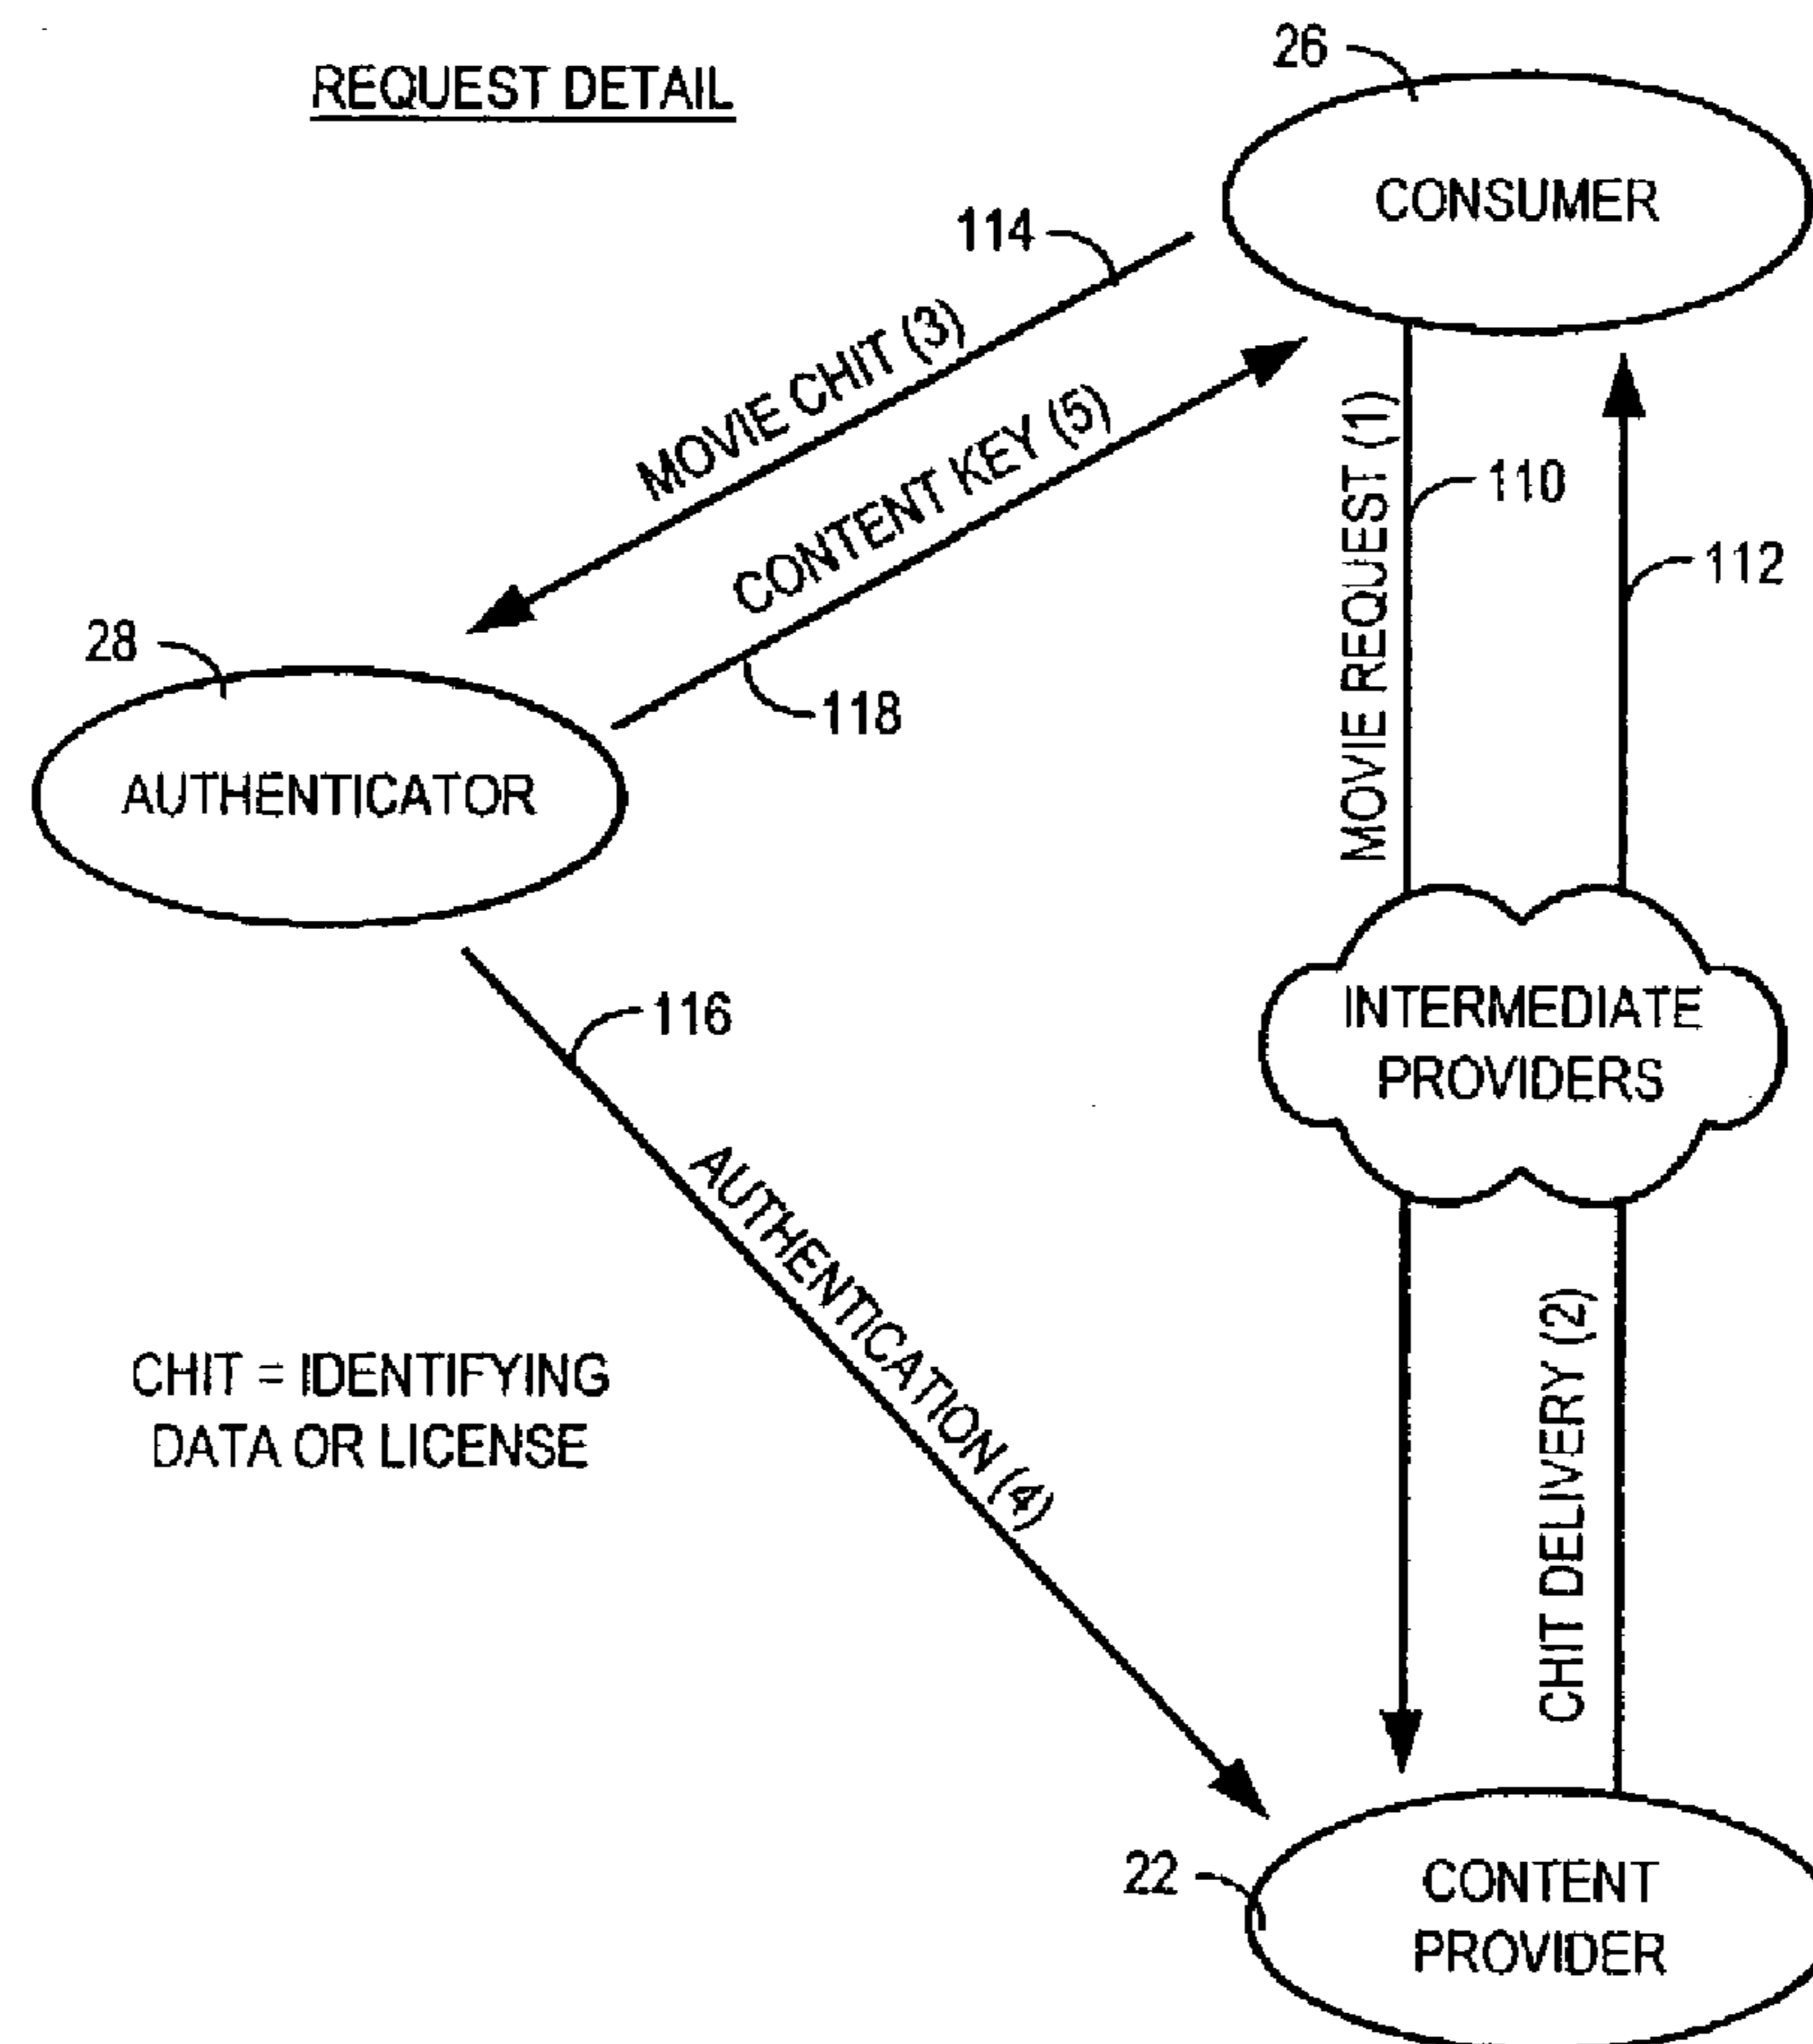 REQUEST DETAIL
26
CONSUMER
114
MOVIE CHIT (3)
CONTENT KEY (5)
MOVIE REQUEST (1)
110
112
28
118
AUTHENTICATOR
116
INTERMEDIATE
PROVIDERS
AUTHENTICATION (4)
CHIT DELIVERY (2)
CHIT = IDENTIFYING
DATA OR LICENSE
22
CONTENT
PROVIDER